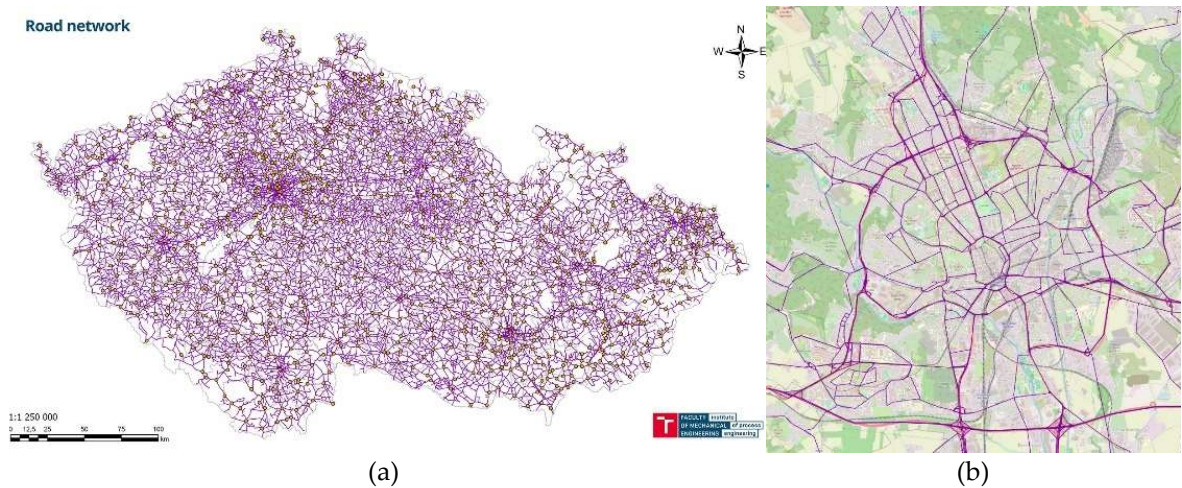 Road network
N
W E
S
1:1 250 000
0 12,5 25 50 75 100
km
FACULTY institute
OF MECHANICAL of process
ENGINEERING engineering
(a) (b)